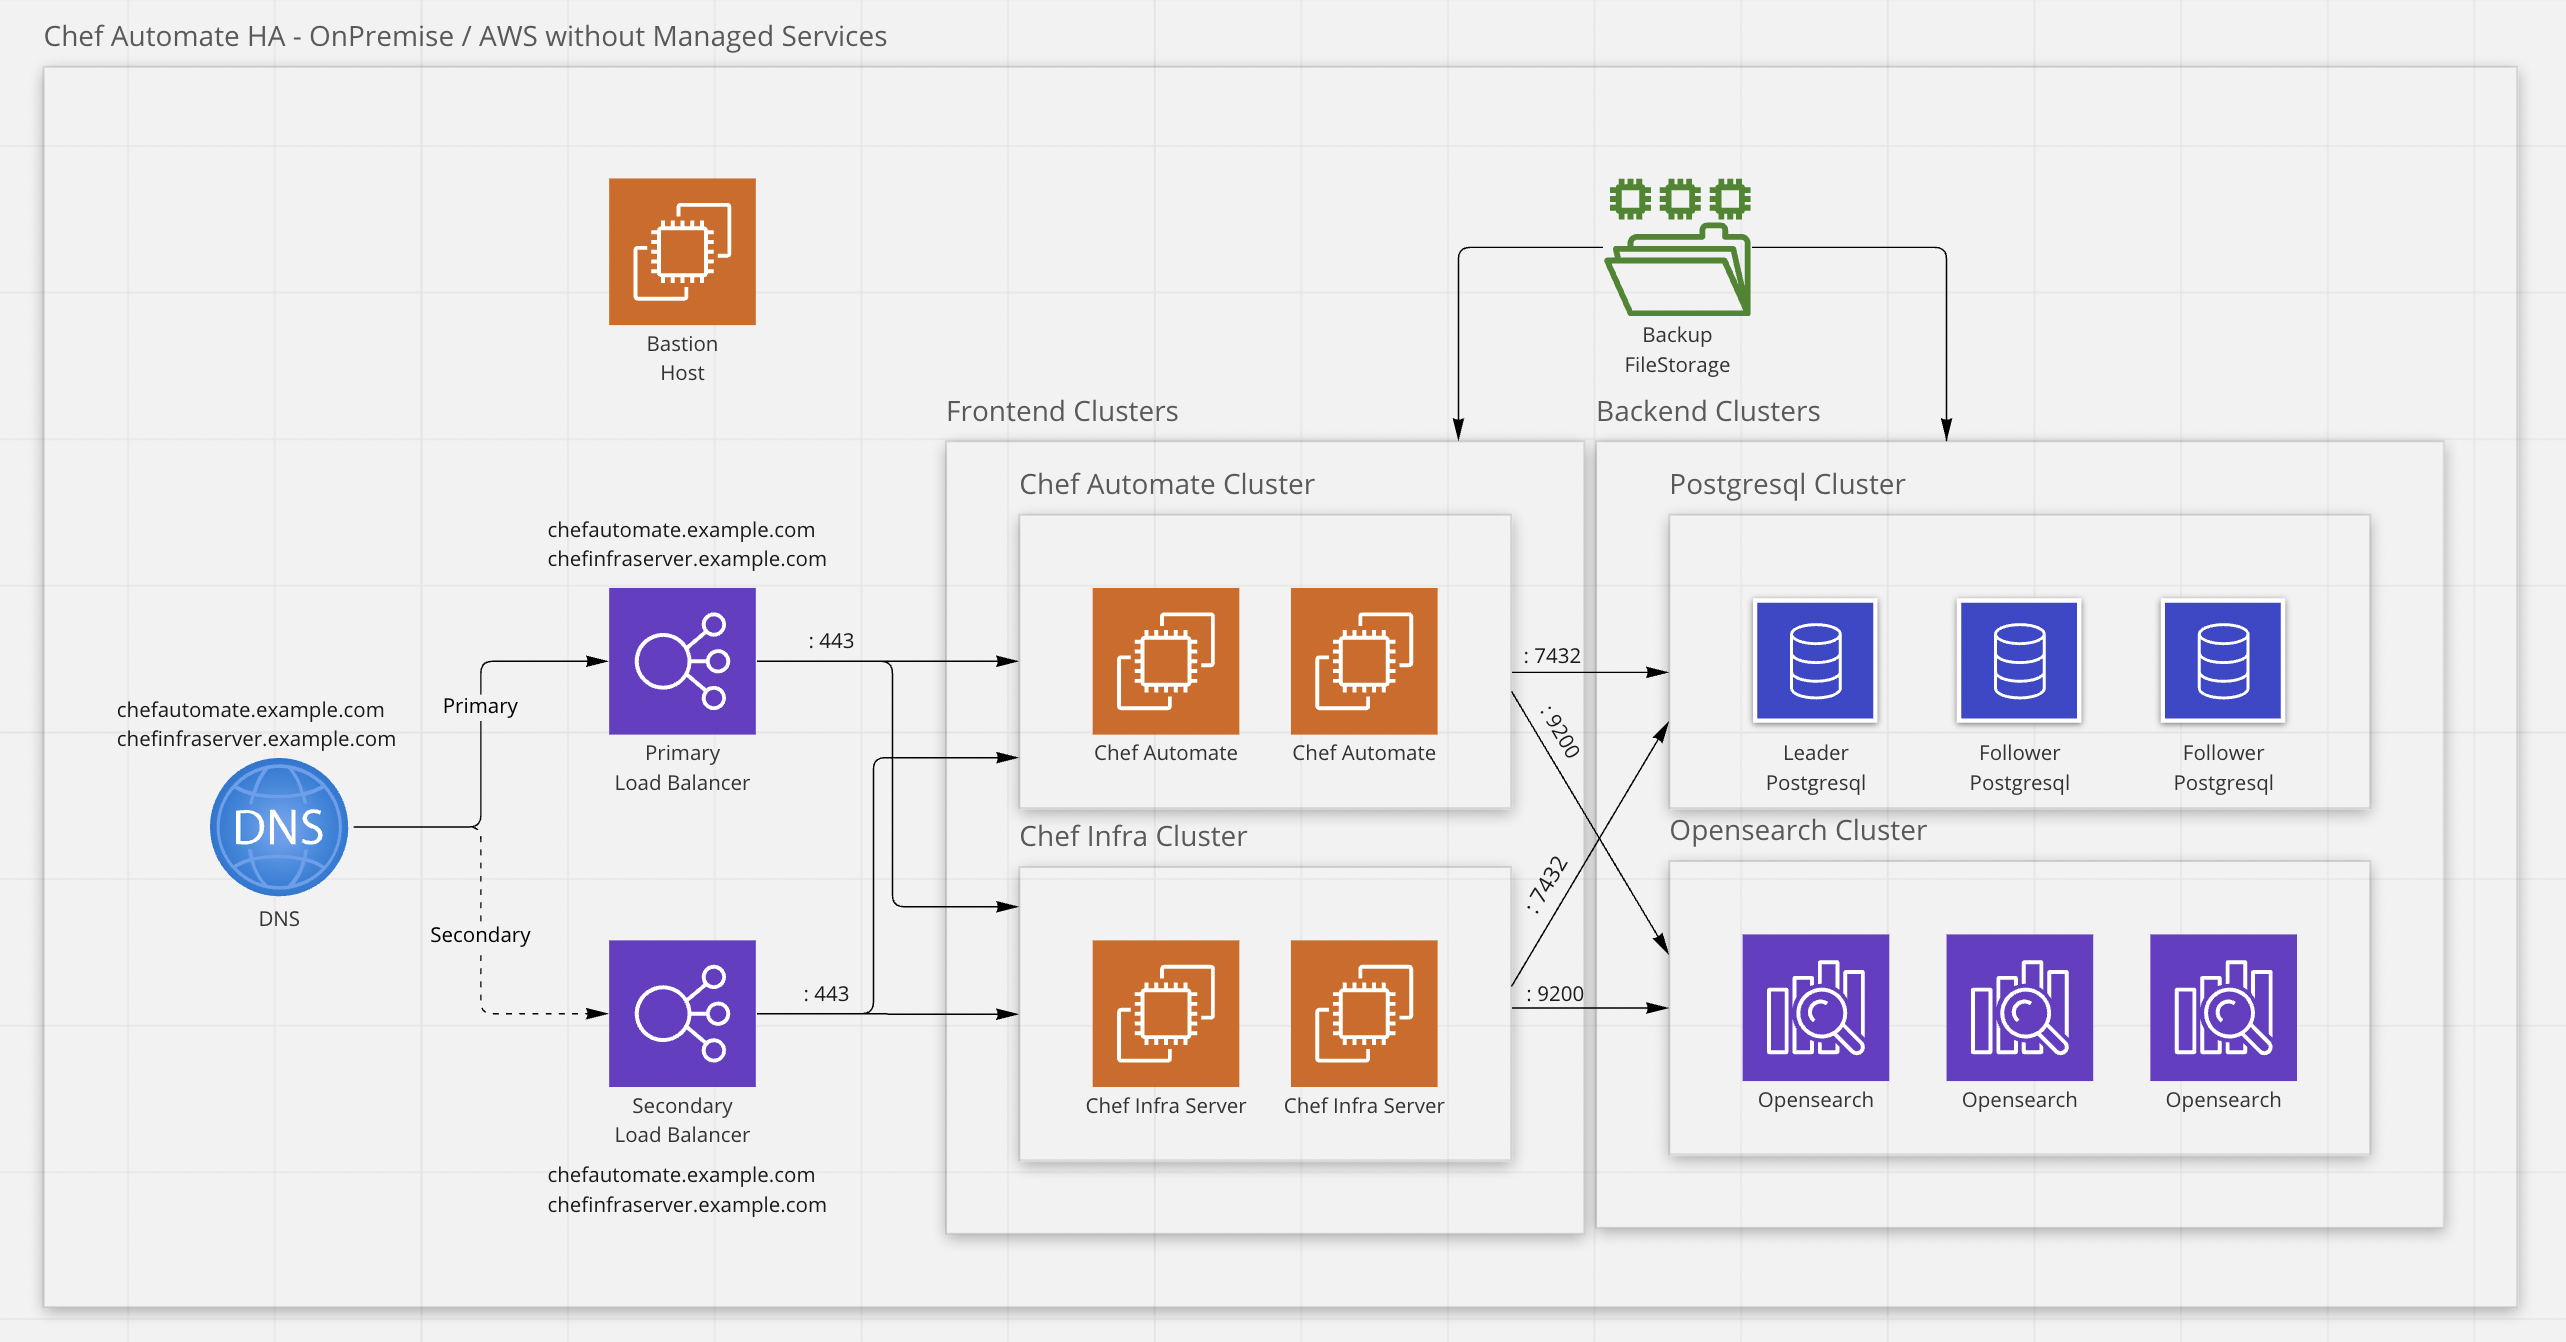 Chef Automate HA - OnPremise / AWS without Managed Services
Bastion
Host
Backup
FileStorage
Frontend Clusters
Backend Clusters
Chef Automate Cluster
Postgresql Cluster
chefautomate.example.com
chefinfraserver.example.com
: 443
: 7432
Primary
: 9200
chefautomate.example.com
chefinfraserver.example.com
Primary
Load Balancer
Chef Automate
Chef Automate
Leader
Postgresql
Follower
Postgresql
Follower
Postgresql
DNS
DNS
Chef Infra Cluster
Opensearch Cluster
: 7432
Secondary
: 443
: 9200
Secondary
Load Balancer
Chef Infra Server
Chef Infra Server
Opensearch
Opensearch
Opensearch
chefautomate.example.com
chefinfraserver.example.com